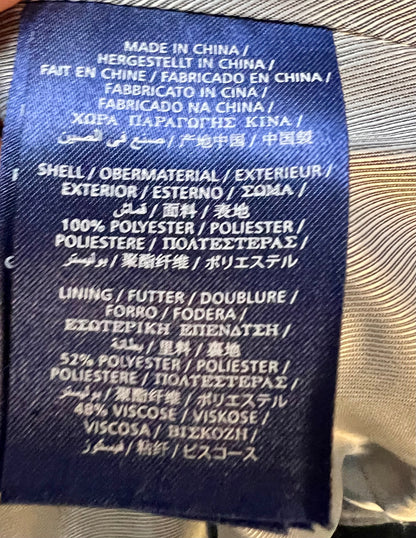 MADE IN CHINA /
HERGESTELLT IN CHINA /
FAIT EN CHINE / FABRICADO EN CHINA /
FABBRICATO IN CINA /
FABRICADO NA CHINA /
ΧΩΡΑ ΠΑΡΑΓΩΓΗΣ ΚΙΝΑ /
صنع في الصين / 产地中国 / 中国製
SHELL / OBERMATERIAL / EXTERIEUR /
EXTERIOR / ESTERNO / ΣΩΜΑ /
قماش / 面料 / 表地
100% POLYESTER / POLIESTER /
POLIESTERE / ΠΟΛΥΕΣΤΕΡΑΣ /
بوليستر / 聚酯纤维 / ポリエステル
LINING / FUTTER / DOUBLURE /
FORRO / FODERA /
ΕΣΩΤΕΡΙΚΗ ΕΠΕΝΔΥΣΗ /
بطانة / 里料 / 裏地
52% POLYESTER / POLIESTER /
POLIESTERE / ΠΟΛΥΕΣΤΕΡΑΣ /
بوليستر / 聚酯纤维 / ポリエステル
48% VISCOSE / VISKOSE /
VISCOSA / ΒΙΣΚΟΖΗ /
فيسكوز / 粘纤 / ビスコース